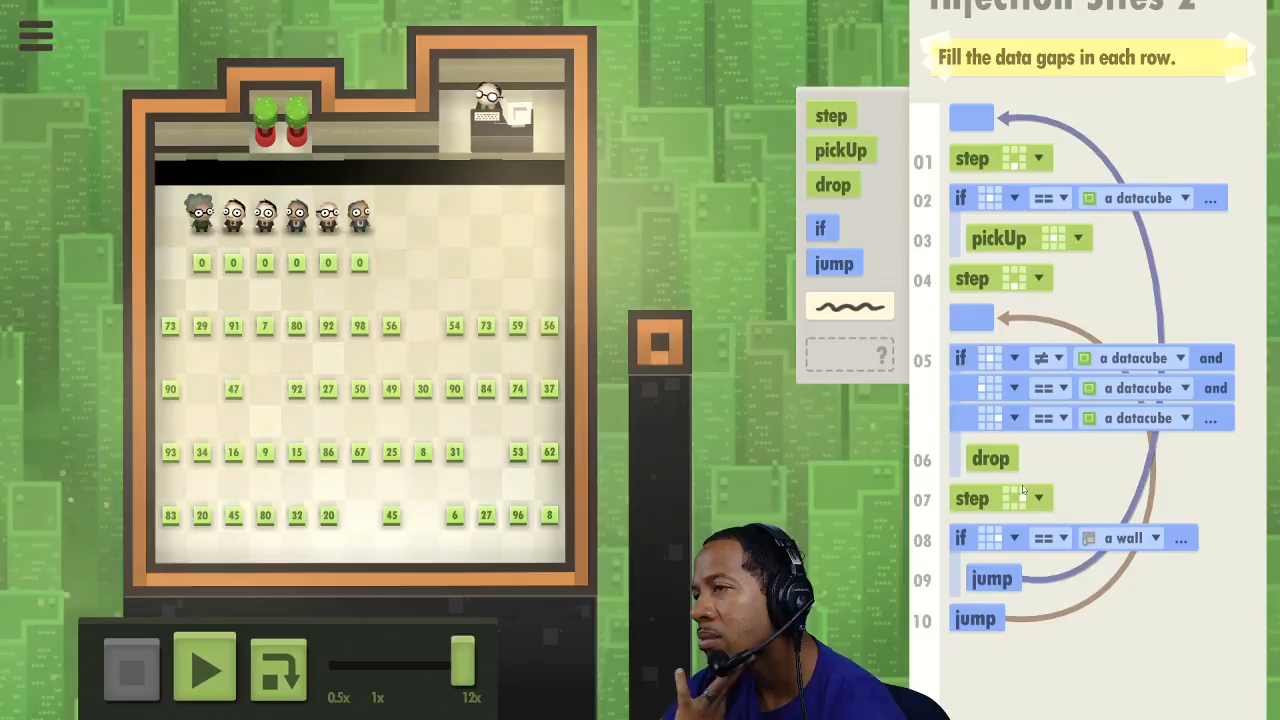 Injection Sites 2
Fill the data gaps in each row.
step
pickUp
drop
if
jump
?
01 step
02 if == a datacube ...
03 pickUp
04 step
05 if ≠ a datacube and
== a datacube and
== a datacube ...
06 drop
07 step
08 if == a wall ...
09 jump
10 jump
0 0 0 0 0 0
73 29 91 7 80 92 98 56 54 73 59 56
90 47 92 27 50 49 30 90 84 74 37
93 34 16 9 15 86 67 25 8 31 53 62
83 20 45 80 32 20 45 6 27 96 8
0.5x 1x 12x